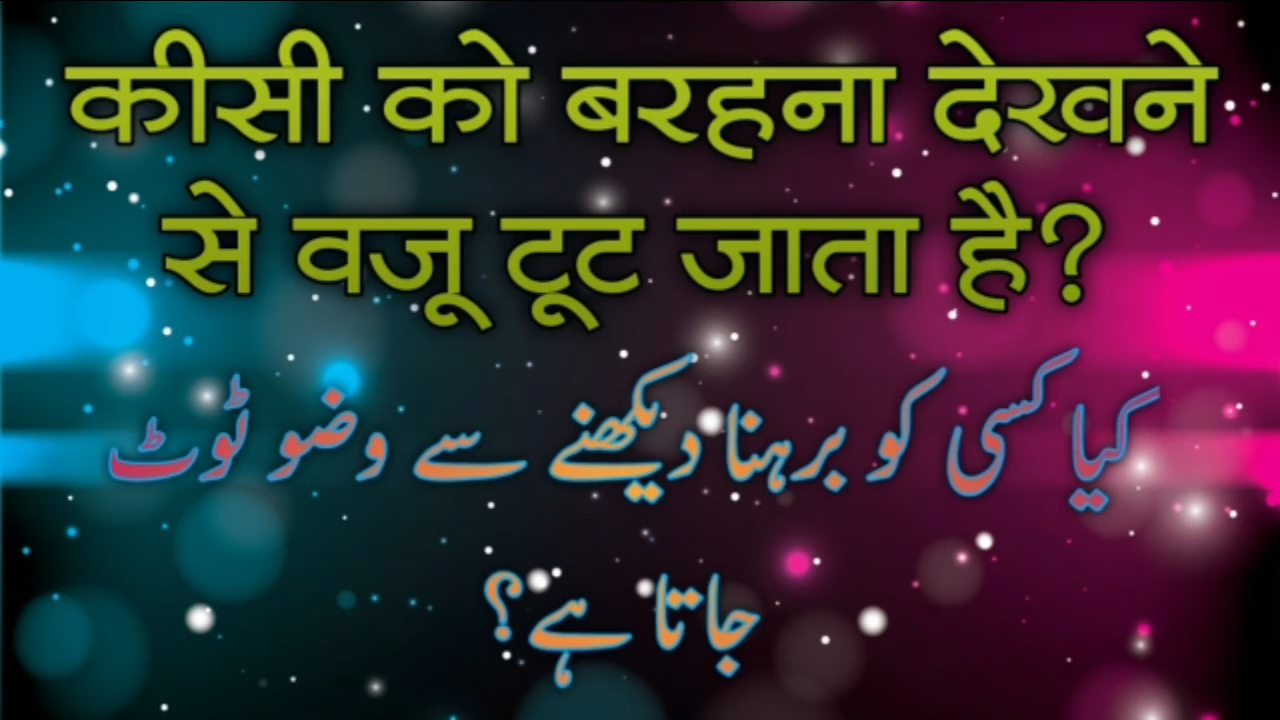 कीसी को बरहना देखने
से वजू टूट जाता है?
کیا کسی کو برہنا دیکھنے سے وضو ٹوٹ
جاتا ہے؟